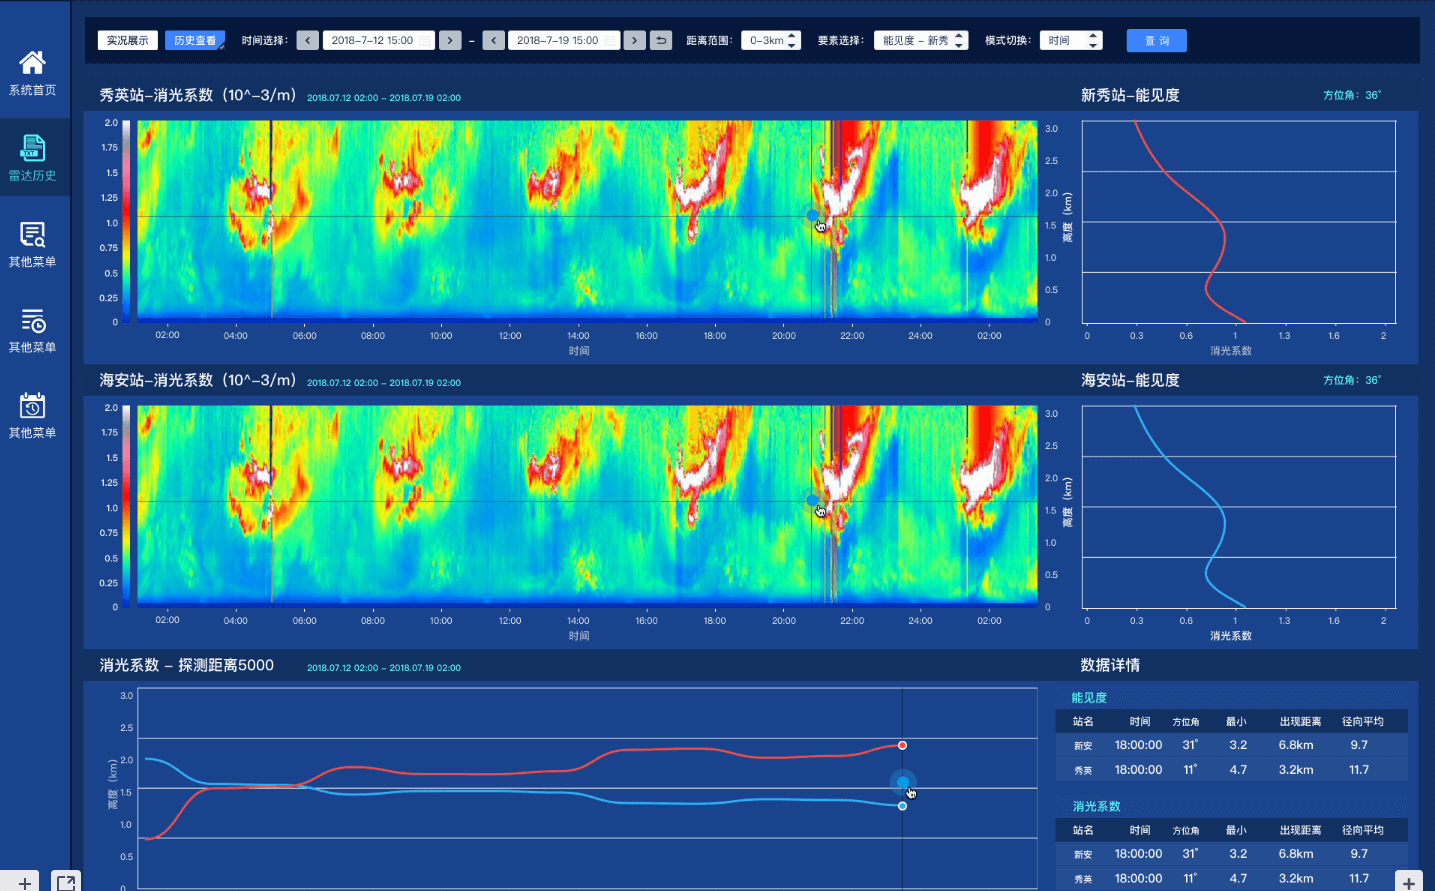 实况展示 历史查看 时间选择： 2018-7-12 15:00 – 2018-7-19 15:00 距离范围： 0-3km 要素选择： 能见度 - 新秀 模式切换： 时间 查 询
系统首页
TXT
雷达历史
其他菜单
其他菜单
其他菜单
秀英站-消光系数（10^-3/m） 2018.07.12 02:00 - 2018.07.19 02:00
2.0
1.75
1.5
1.25
1.0
0.75
0.5
0.25
0
02:00 04:00 06:00 08:00 10:00 12:00 14:00 16:00 18:00 20:00 22:00 24:00 02:00
时间
新秀站-能见度 方位角：36°
3.0
2.5
2.0
1.5
1.0
0.5
0
高度（km）
0 0.3 0.6 1 1.3 1.6 2
消光系数
海安站-消光系数（10^-3/m） 2018.07.12 02:00 - 2018.07.19 02:00
2.0
1.75
1.5
1.25
1.0
0.75
0.5
0.25
0
02:00 04:00 06:00 08:00 10:00 12:00 14:00 16:00 18:00 20:00 22:00 24:00 02:00
时间
海安站-能见度 方位角：36°
3.0
2.5
2.0
1.5
1.0
0.5
0
高度（km）
0 0.3 0.6 1 1.3 1.6 2
消光系数
消光系数 - 探测距离5000 2018.07.12 02:00 - 2018.07.19 02:00
3.0
2.5
2.0
1.5
1.0
0.5
0
高度（km）
数据详情
能见度
站名 时间 方位角 最小 出现距离 径向平均
新安 18:00:00 31° 3.2 6.8km 9.7
秀英 18:00:00 11° 4.7 3.2km 11.7
消光系数
站名 时间 方位角 最小 出现距离 径向平均
新安 18:00:00 31° 3.2 6.8km 9.7
秀英 18:00:00 11° 4.7 3.2km 11.7